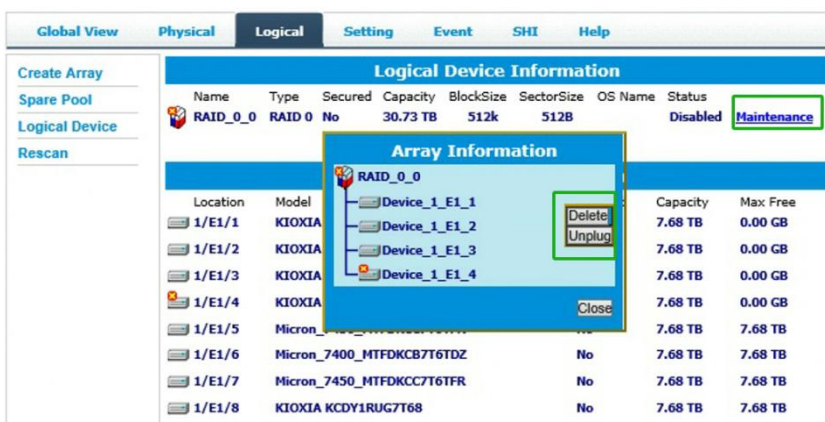 Global View Physical Logical Setting Event SHI Help
Create Array
Spare Pool
Logical Device
Rescan
Logical Device Information
Name Type Secured Capacity BlockSize SectorSize OS Name Status
RAID_0_0 RAID 0 No 30.73 TB 512k 512B Disabled Maintenance
Array Information
RAID_0_0
Device_1_E1_1
Device_1_E1_2
Device_1_E1_3
Device_1_E1_4
Delete
Unplug
Close
Location Model Capacity Max Free
1/E1/1 KIOXIA 7.68 TB 0.00 GB
1/E1/2 KIOXIA 7.68 TB 0.00 GB
1/E1/3 KIOXIA 7.68 TB 0.00 GB
1/E1/4 KIOXIA 7.68 TB 0.00 GB
1/E1/5 7.68 TB 7.68 TB
1/E1/6 Micron_7400_MTFDKCB7T6TDZ No 7.68 TB 7.68 TB
1/E1/7 Micron_7450_MTFDKCC7T6TFR No 7.68 TB 7.68 TB
1/E1/8 KIOXIA KCDY1RUG7T68 No 7.68 TB 7.68 TB